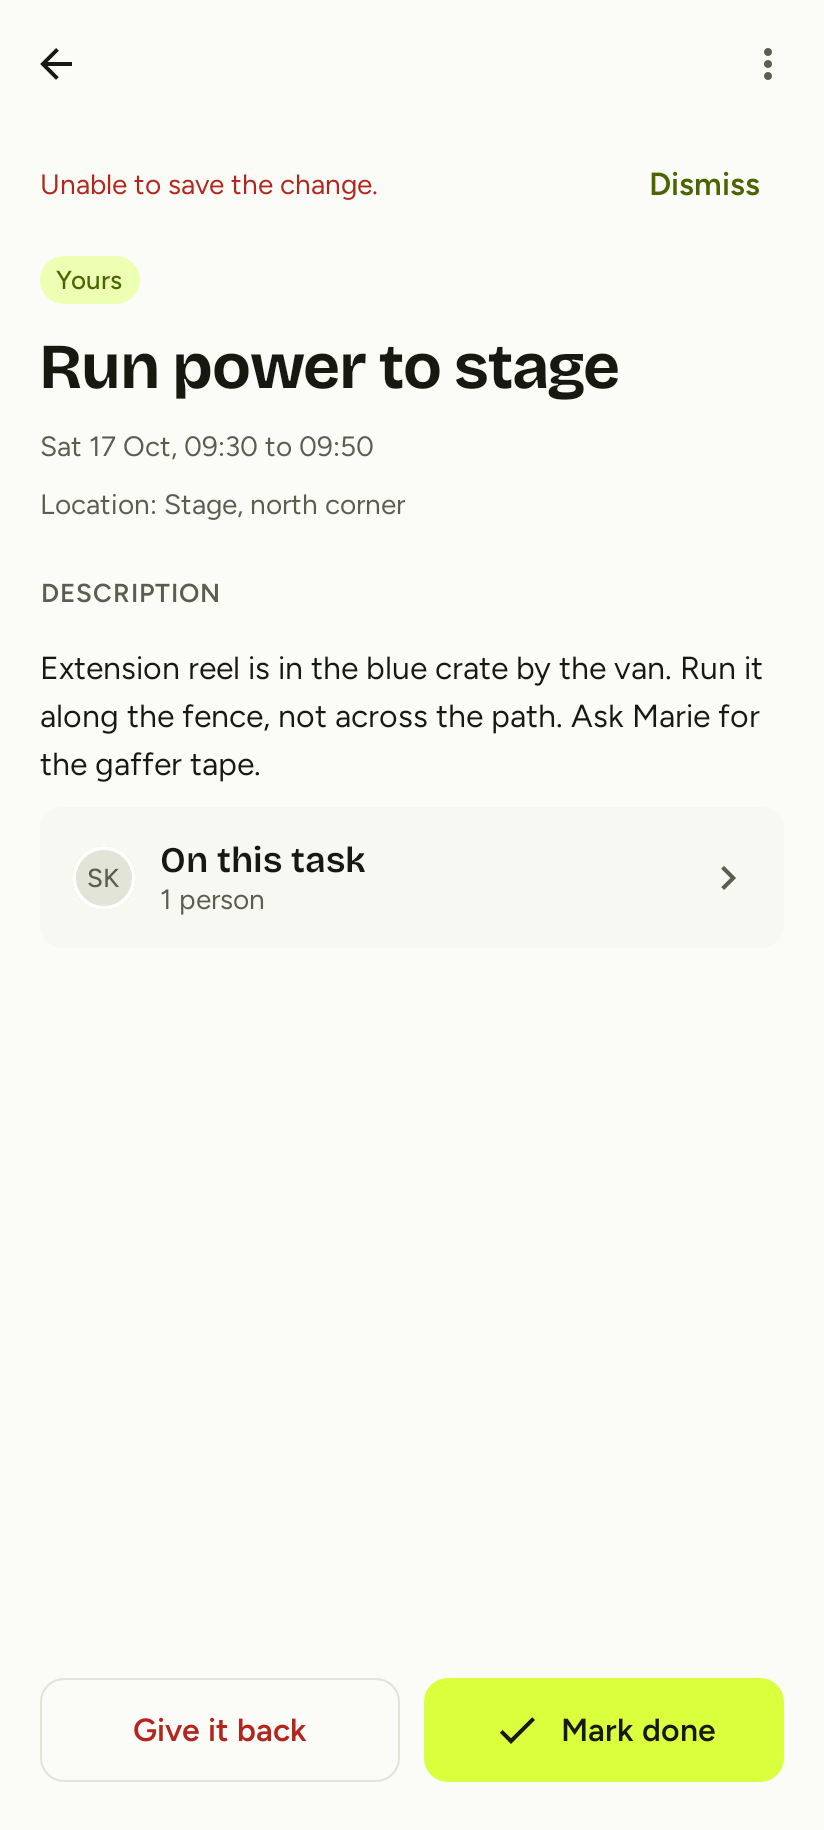 Unable to save the change.
Dismiss
Yours
Run power to stage
Sat 17 Oct, 09:30 to 09:50
Location: Stage, north corner
DESCRIPTION
Extension reel is in the blue crate by the van. Run it
along the fence, not across the path. Ask Marie for
the gaffer tape.
SK
On this task
1 person
Give it back
Mark done